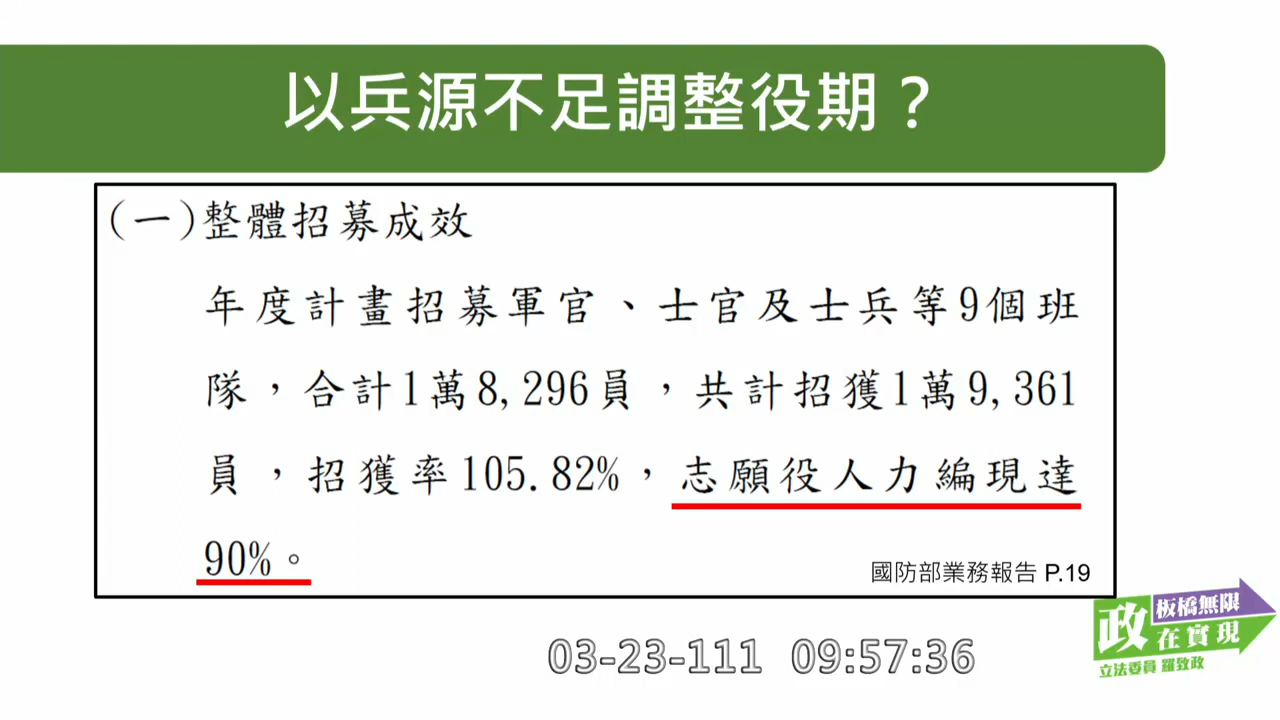 以兵源不足調整役期？
(一)整體招募成效
年度計畫招募軍官、士官及士兵等9個班
隊，合計1萬8,296員，共計招獲1萬9,361
員，招獲率105.82%，志願役人力編現達
90%。
國防部業務報告 P.19
政
板橋無限
在實現
立法委員 羅致政
03-23-111 09:57:36